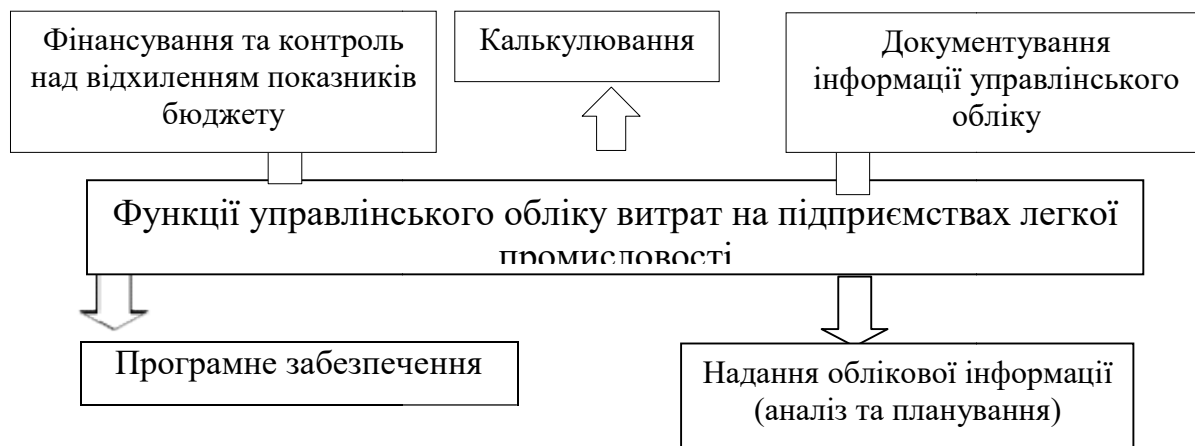 Фінансування та контроль
над відхиленням показників
бюджету
Калькулювання
Документування
інформації управлінського
обліку
Функції управлінського обліку витрат на підприємствах легкої
промисловості
Програмне забезпечення
Надання облікової інформації
(аналіз та планування)